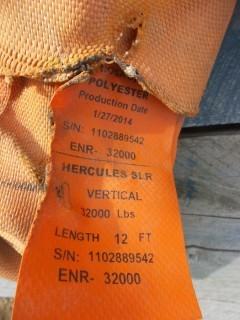 POLYESTER
Production Date
1/27/2014
S/N: 1102889542
ENR- 32000
HERCULES SLR
VERTICAL
32000 Lbs
LENGTH 12 FT
S/N: 1102889542
ENR- 32000